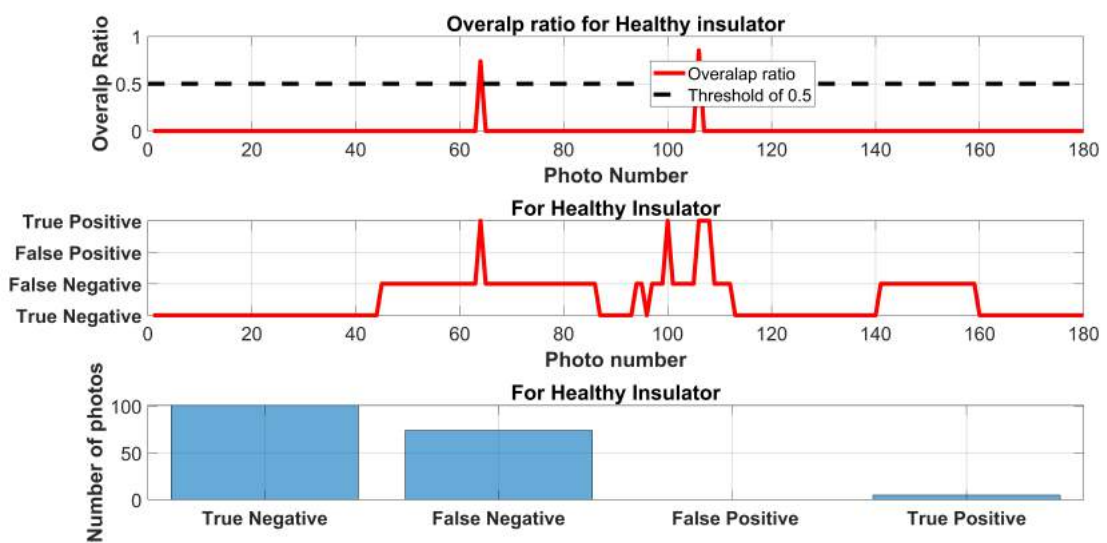 Overalp ratio for Healthy insulator
Overalp Ratio
1
0.5
0
Overalap ratio
Threshold of 0.5
0 20 40 60 80 100 120 140 160 180
Photo Number
For Healthy Insulator
True Positive
False Positive
False Negative
True Negative
0 20 40 60 80 100 120 140 160 180
Photo number
For Healthy Insulator
Number of photos
100
50
0
True Negative False Negative False Positive True Positive